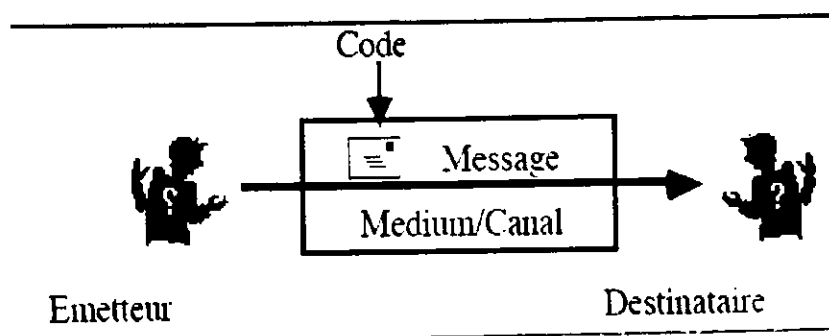 Code
Message
Medium/Canal
? ?
Emetteur
Destinataire